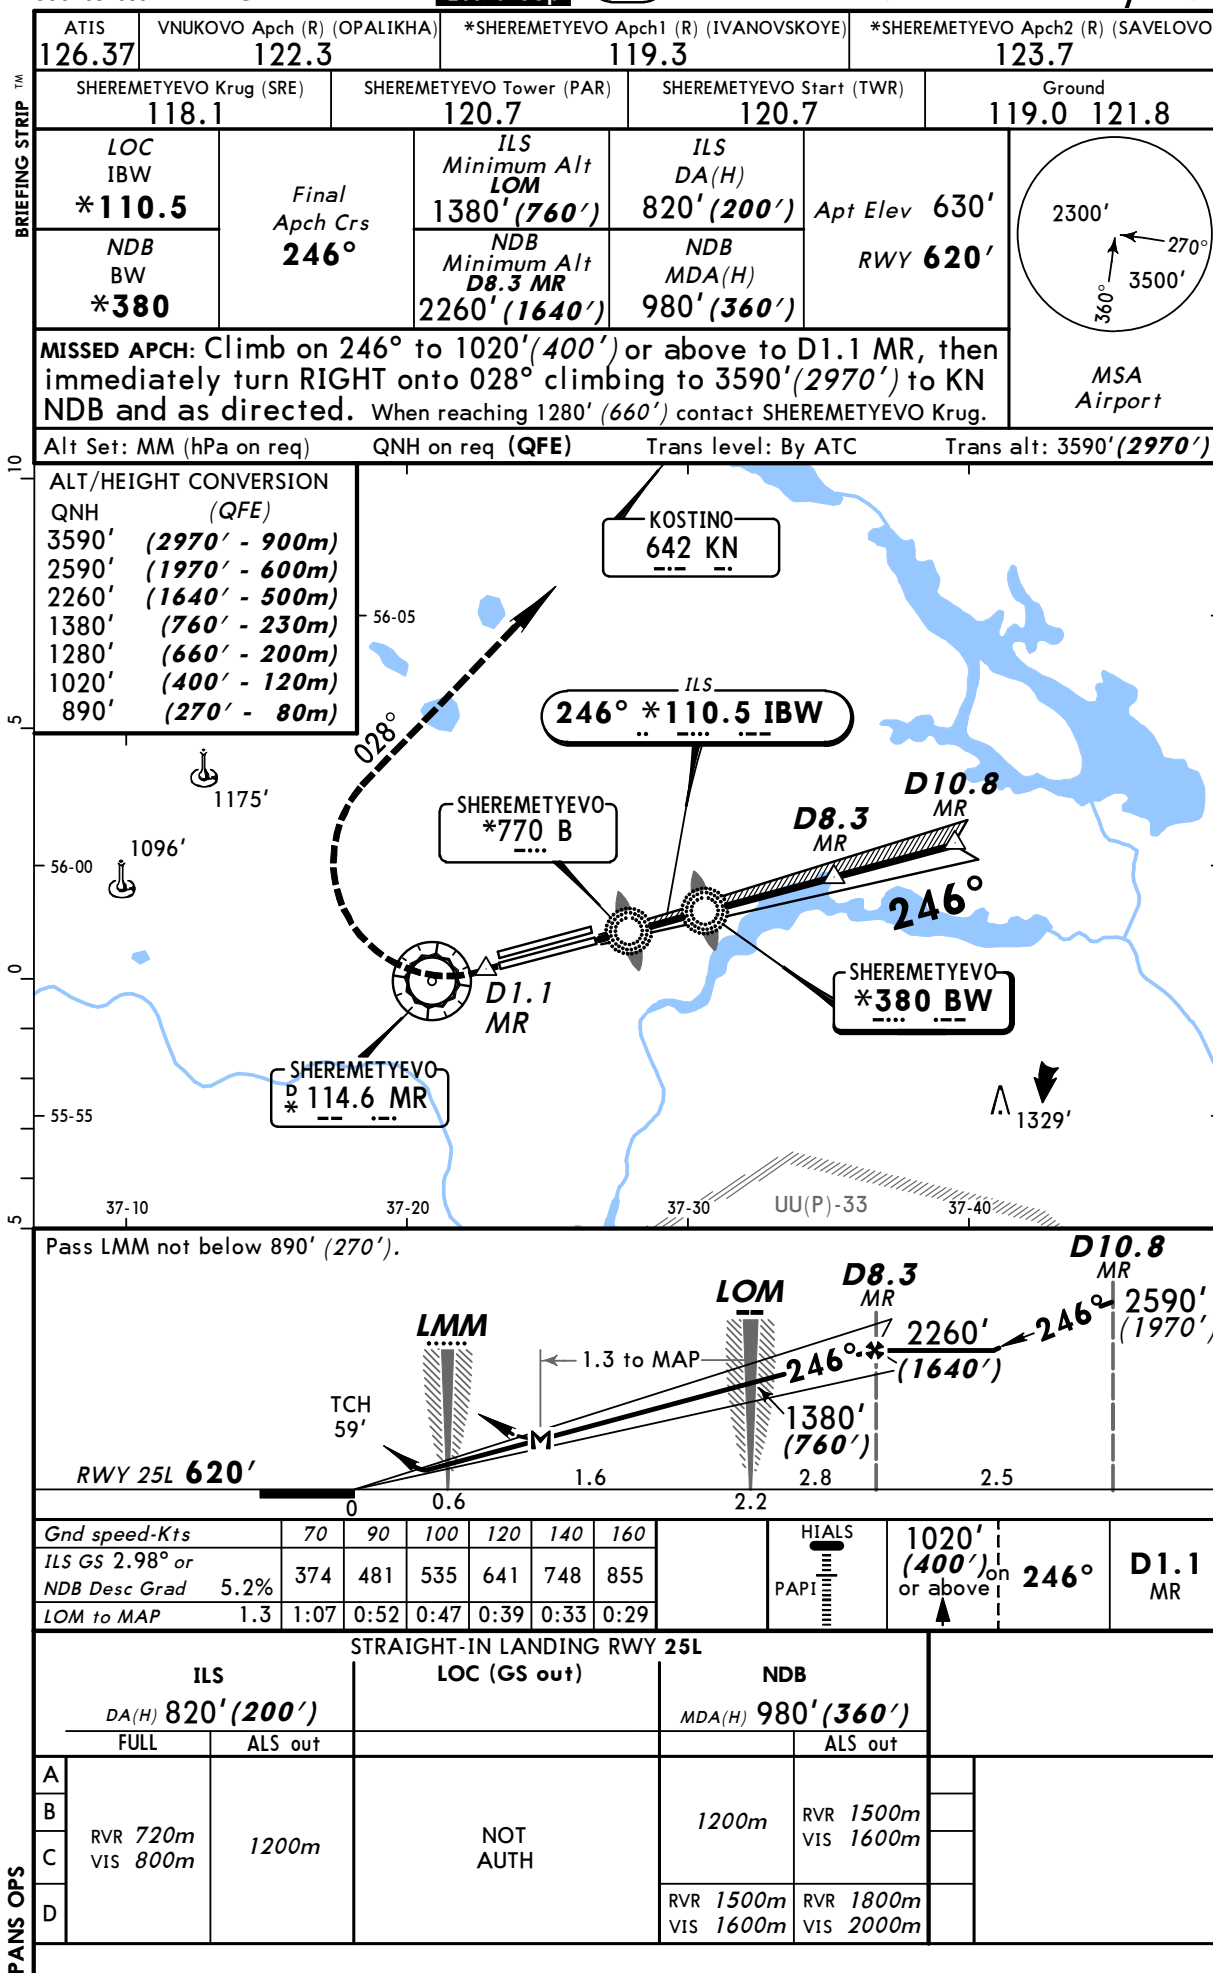 ATIS
126.37
VNUKOVO Apch (R) (OPALIKHA)
122.3
*SHEREMETYEVO Apch1 (R) (IVANOVSKOYE)
119.3
*SHEREMETYEVO Apch2 (R) (SAVELOVO
123.7
SHEREMETYEVO Krug (SRE)
118.1
SHEREMETYEVO Tower (PAR)
120.7
SHEREMETYEVO Start (TWR)
120.7
Ground
119.0 121.8
BRIEFING STRIP TM
LOC
IBW
*110.5
NDB
BW
*380
Final
Apch Crs
246°
ILS
Minimum Alt
LOM
1380' (760')
NDB
Minimum Alt
D8.3 MR
2260' (1640')
ILS
DA(H)
820' (200')
NDB
MDA(H)
980' (360')
Apt Elev 630'
RWY 620'
2300'
270°
3500'
360°
MSA
Airport
MISSED APCH: Climb on 246° to 1020' (400') or above to D1.1 MR, then
immediately turn RIGHT onto 028° climbing to 3590' (2970') to KN
NDB and as directed. When reaching 1280' (660') contact SHEREMETYEVO Krug.
Alt Set: MM (hPa on req) QNH on req (QFE) Trans level: By ATC Trans alt: 3590' (2970')
ALT/HEIGHT CONVERSION
QNH (QFE)
3590' (2970' - 900m)
2590' (1970' - 600m)
2260' (1640' - 500m)
1380' (760' - 230m)
1280' (660' - 200m)
1020' (400' - 120m)
890' (270' - 80m)
10
5
0
5
KOSTINO
642 KN
56-05
028°
ILS
246° *110.5 IBW
1175'
1096'
SHEREMETYEVO
*770 B
D10.8
MR
D8.3
MR
56-00
246°
D1.1
MR
SHEREMETYEVO
*380 BW
SHEREMETYEVO
D
* 114.6 MR
55-55
1329'
UU(P)-33
37-10
37-20
37-30
37-40
Pass LMM not below 890' (270').
D10.8
MR
D8.3
MR
LOM
LMM
2590'
(1970')
246°
2260'
(1640')
246°
1.3 to MAP
1380'
(760')
TCH
59'
M
RWY 25L 620'
1.6
2.8
2.5
0
0.6
2.2
Gnd speed-Kts 70 90 100 120 140 160
ILS GS 2.98° or
NDB Desc Grad 5.2% 374 481 535 641 748 855
LOM to MAP 1.3 1:07 0:52 0:47 0:39 0:33 0:29
HIALS
PAPI
1020'
(400') on
or above
246°
D1.1
MR
STRAIGHT-IN LANDING RWY 25L
ILS
DA(H) 820' (200')
LOC (GS out)
NDB
MDA(H) 980' (360')
FULL
ALS out
ALS out
A
B
C
D
RVR 720m
VIS 800m
1200m
NOT
AUTH
1200m
RVR 1500m
VIS 1600m
RVR 1500m
VIS 1600m
RVR 1800m
VIS 2000m
PANS OPS